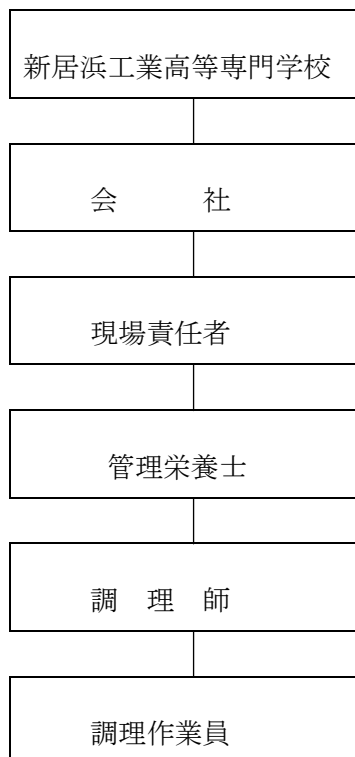 新居浜工業高等専門学校
会　　　社
現場責任者
管理栄養士
調　理　師
調理作業員